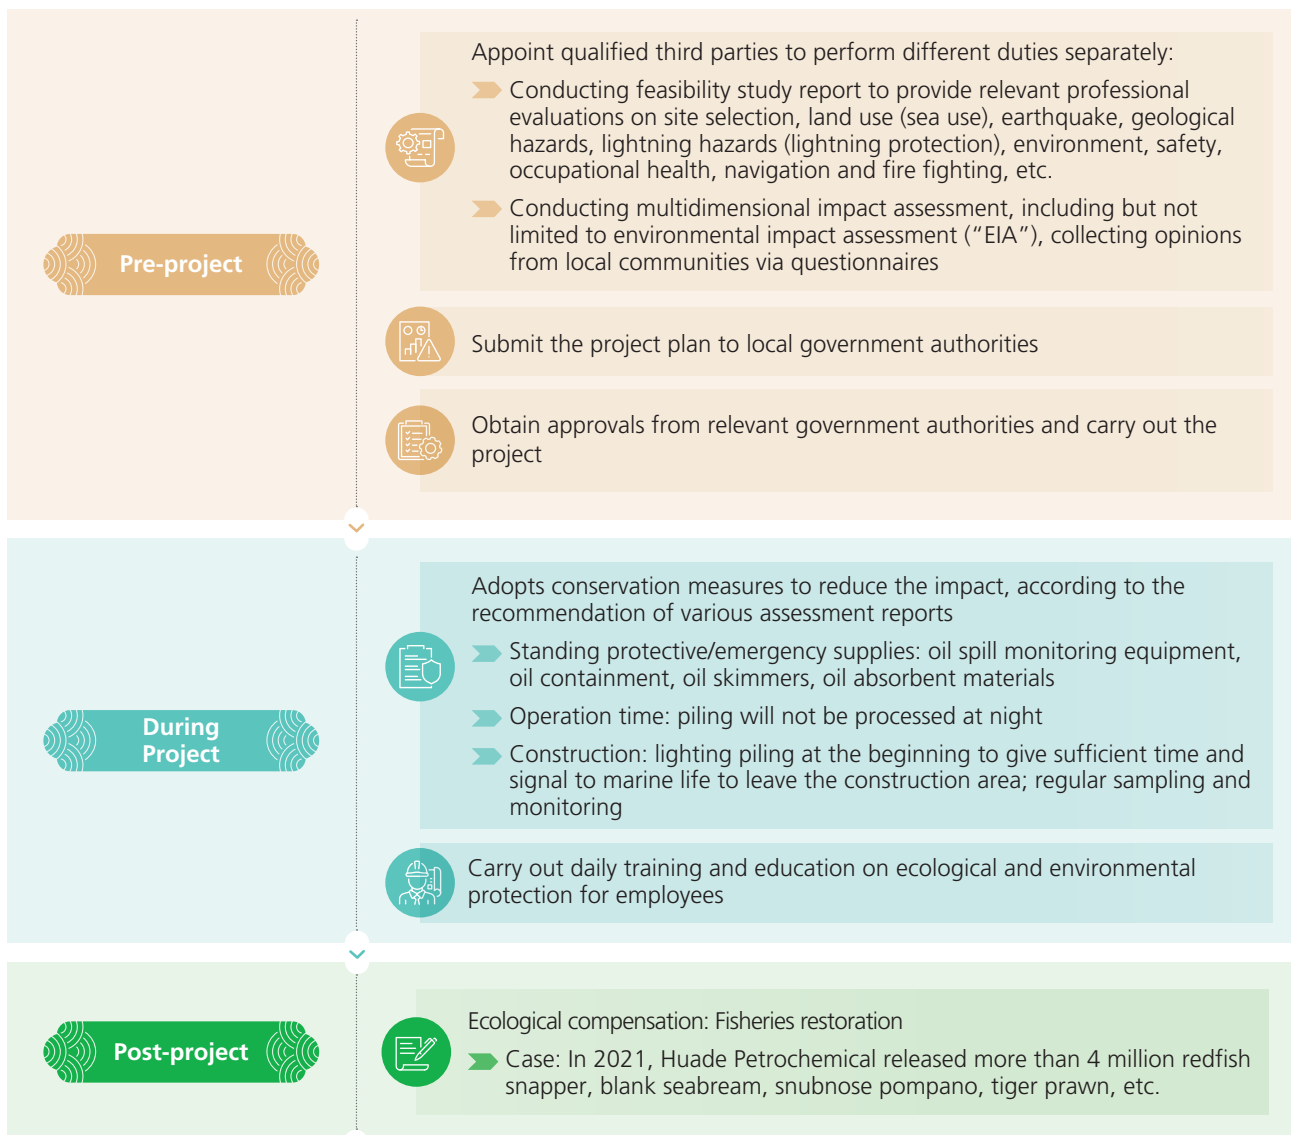 Pre-project
Appoint qualified third parties to perform different duties separately:
Conducting feasibility study report to provide relevant professional
evaluations on site selection, land use (sea use), earthquake, geological
hazards, lightning hazards (lightning protection), environment, safety,
occupational health, navigation and fire fighting, etc.
Conducting multidimensional impact assessment, including but not
limited to environmental impact assessment (“EIA”), collecting opinions
from local communities via questionnaires
Submit the project plan to local government authorities
Obtain approvals from relevant government authorities and carry out the
project
During
Project
Adopts conservation measures to reduce the impact, according to the
recommendation of various assessment reports
Standing protective/emergency supplies: oil spill monitoring equipment,
oil containment, oil skimmers, oil absorbent materials
Operation time: piling will not be processed at night
Construction: lighting piling at the beginning to give sufficient time and
signal to marine life to leave the construction area; regular sampling and
monitoring
Carry out daily training and education on ecological and environmental
protection for employees
Post-project
Ecological compensation: Fisheries restoration
Case: In 2021, Huade Petrochemical released more than 4 million redfish
snapper, blank seabream, snubnose pompano, tiger prawn, etc.